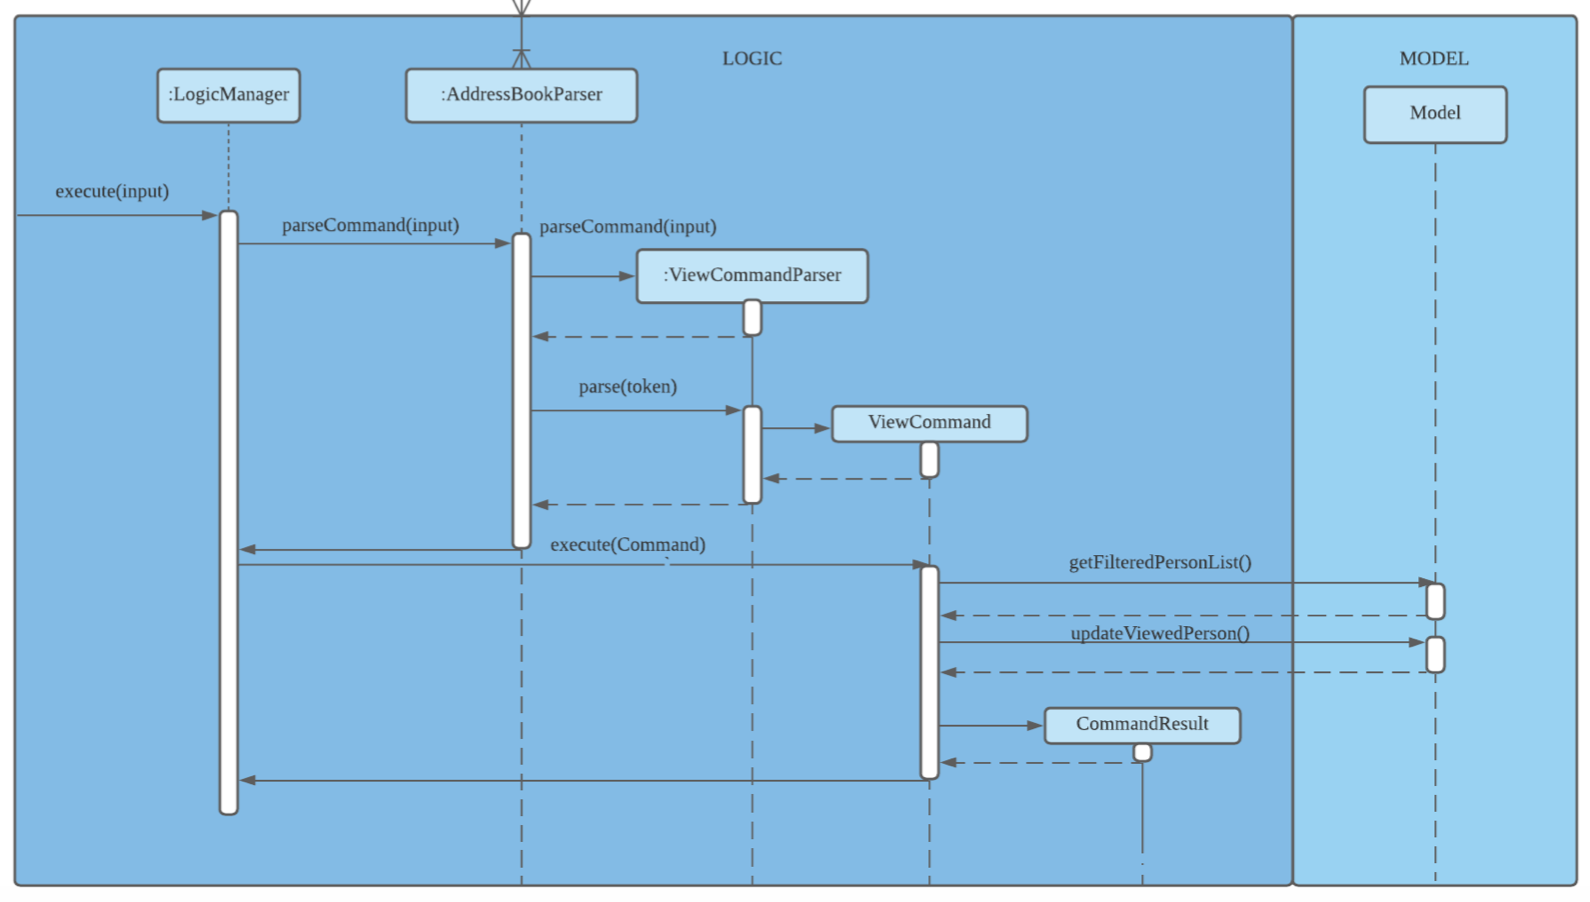 LOGIC
MODEL
:LogicManager
:AddressBookParser
Model
execute(input)
parseCommand(input)
parseCommand(input)
:ViewCommandParser
parse(token)
ViewCommand
execute(Command)
getFilteredPersonList()
updateViewedPerson()
CommandResult